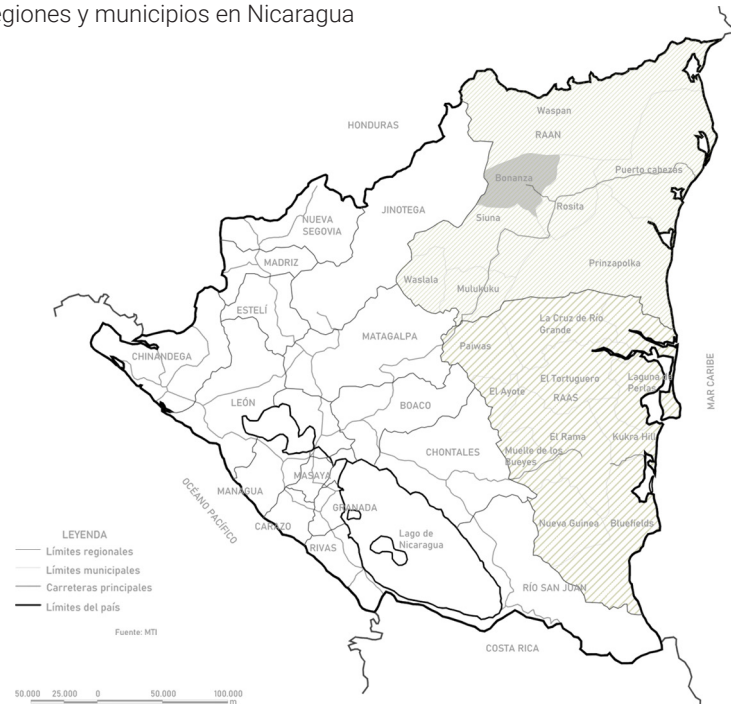 egiones y municipios en Nicaragua
HONDURAS
Waspan
RAAN
Bonanza
Puerto cabezas
Rosita
Siuna
NUEVA
SEGOVIA
JINOTEGA
MADRIZ
Prinzapolka
Waslala
Mulukuku
ESTELÍ
La Cruz de Río
Grande
MATAGALPA
Paiwas
CHINANDEGA
MAR CARIBE
El Tortuguero
Laguna de
Perlas
El Ayote
RAAS
LEÓN
BOACO
El Rama
Kukra Hill
CHONTALES
Muelle de los
Bueyes
MASAYA
MANAGUA
OCÉANO PACÍFICO
GRANADA
CARAZO
Nueva Guinea
Bluefields
Lago de
Nicaragua
RIVAS
RÍO SAN JUAN
COSTA RICA
LEYENDA
Límites regionales
Límites municipales
Carreteras principales
Límites del país
Fuente: MTI
50.000 25.000 0 50.000 100.000
m